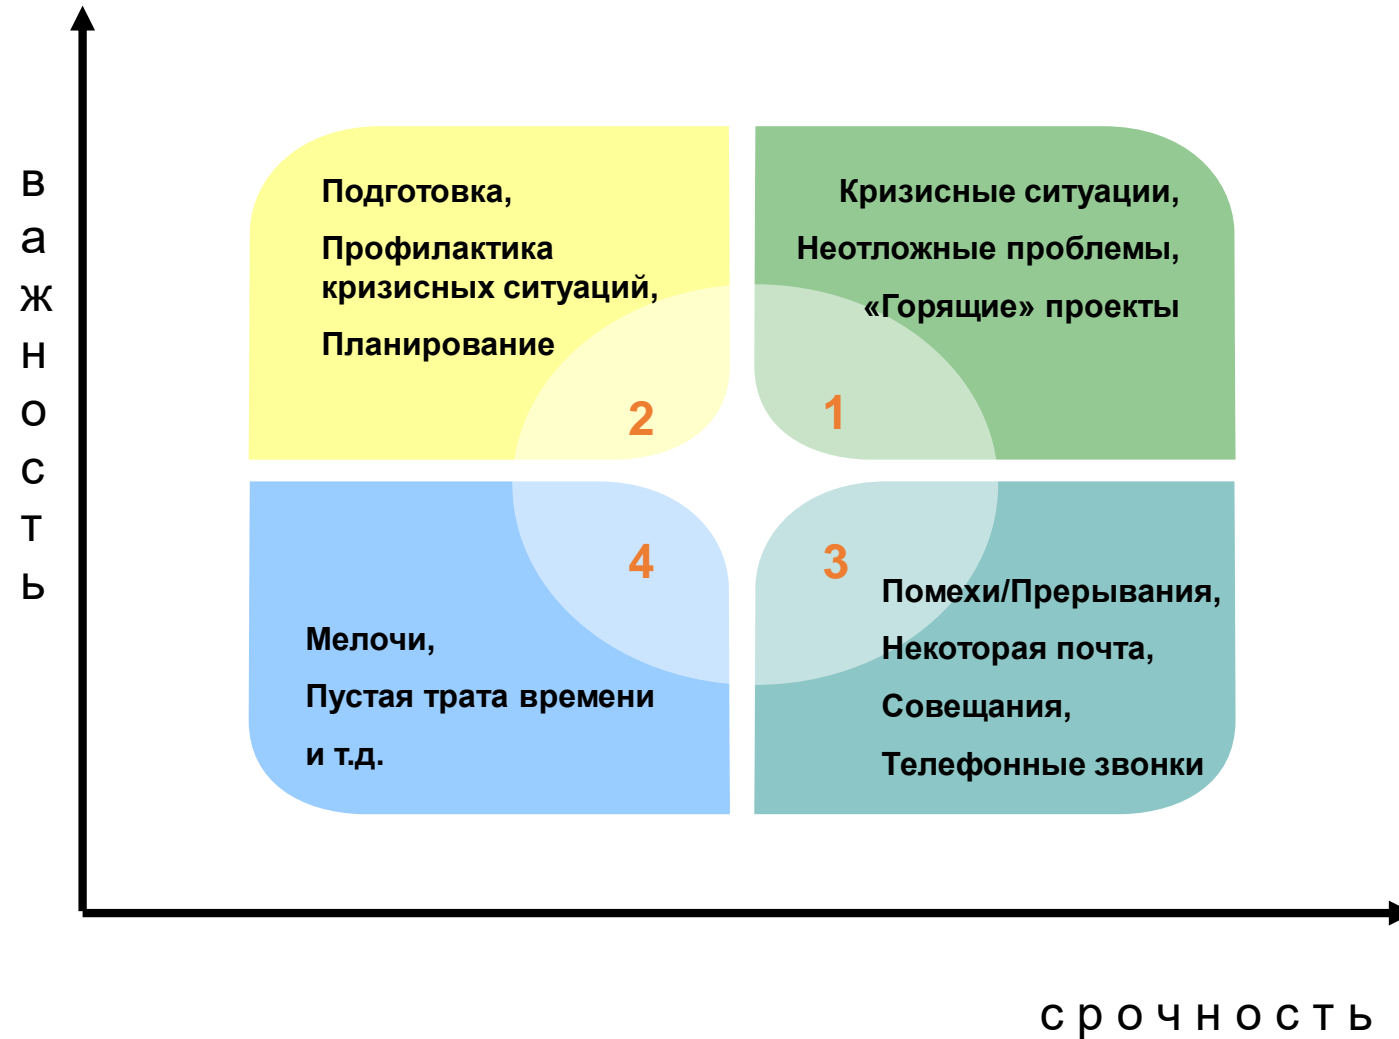 важность
Подготовка,
Профилактика
кризисных ситуаций,
Планирование
2
Кризисные ситуации,
Неотложные проблемы,
«Горящие» проекты
1
4
Мелочи,
Пустая трата времени
и т.д.
3
Помехи/Прерывания,
Некоторая почта,
Совещания,
Телефонные звонки
срочность